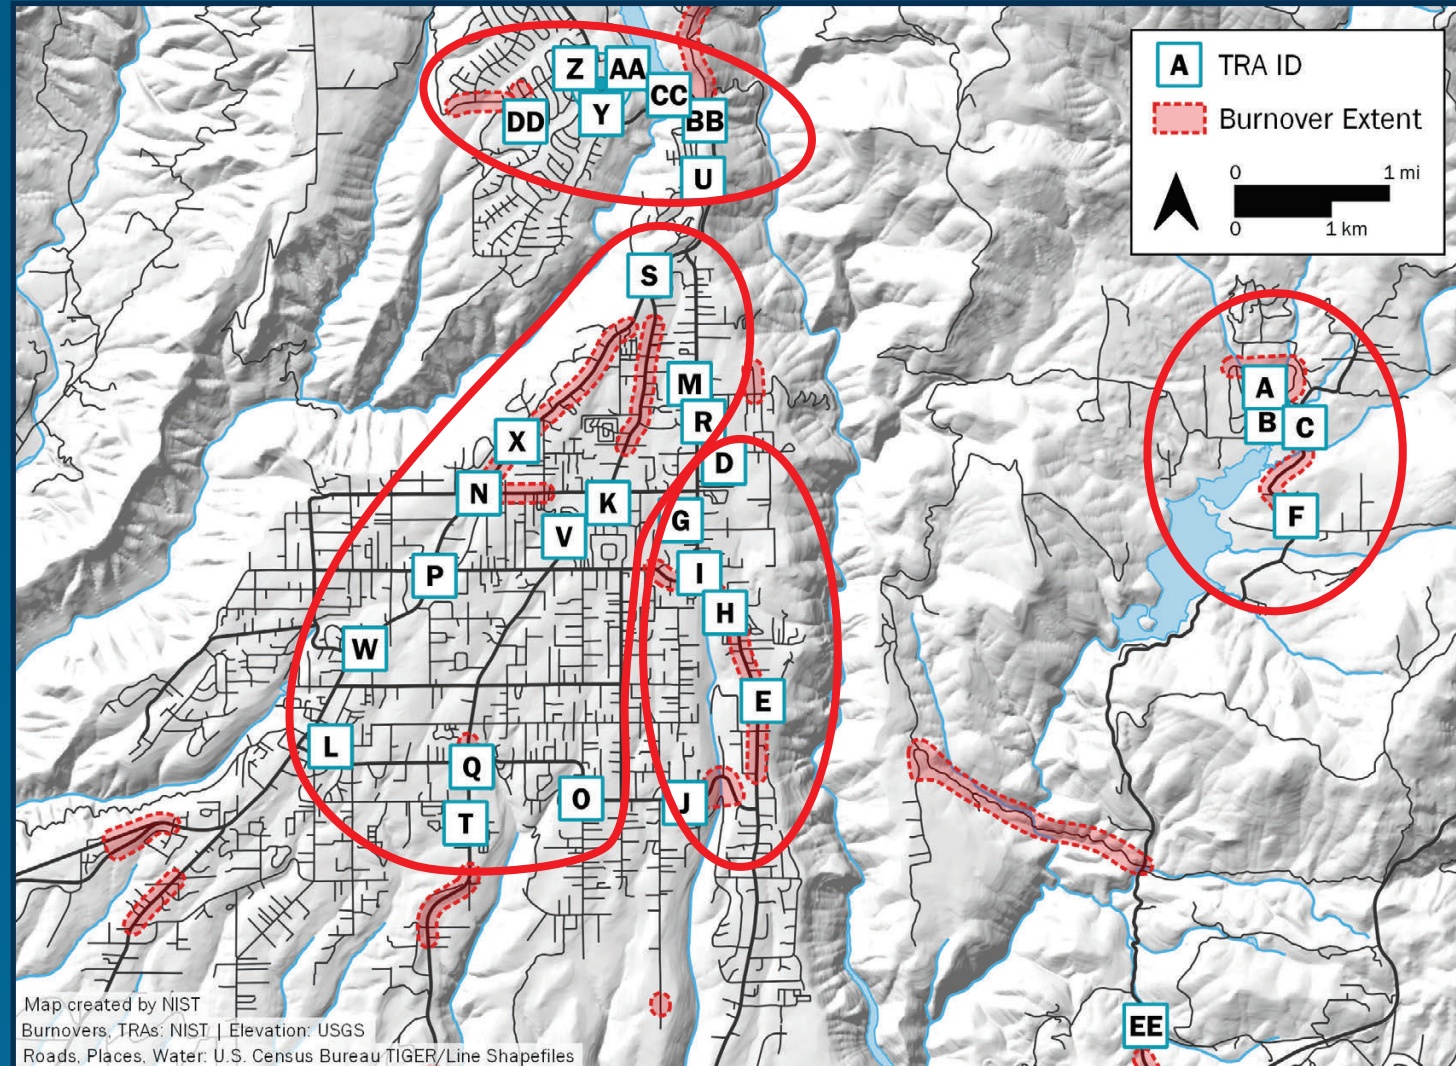 A TRA ID
Burnover Extent
0 1 mi
0 1 km
Z AA
CC
DD Y BB
U
S
M
R
X
D
N K
G
V
P I
H
W
E
L
Q
O J
T
A
B C
F
EE
Map created by NIST
Burnovers, TRAs: NIST | Elevation: USGS
Roads, Places, Water: U.S. Census Bureau TIGER/Line Shapefiles